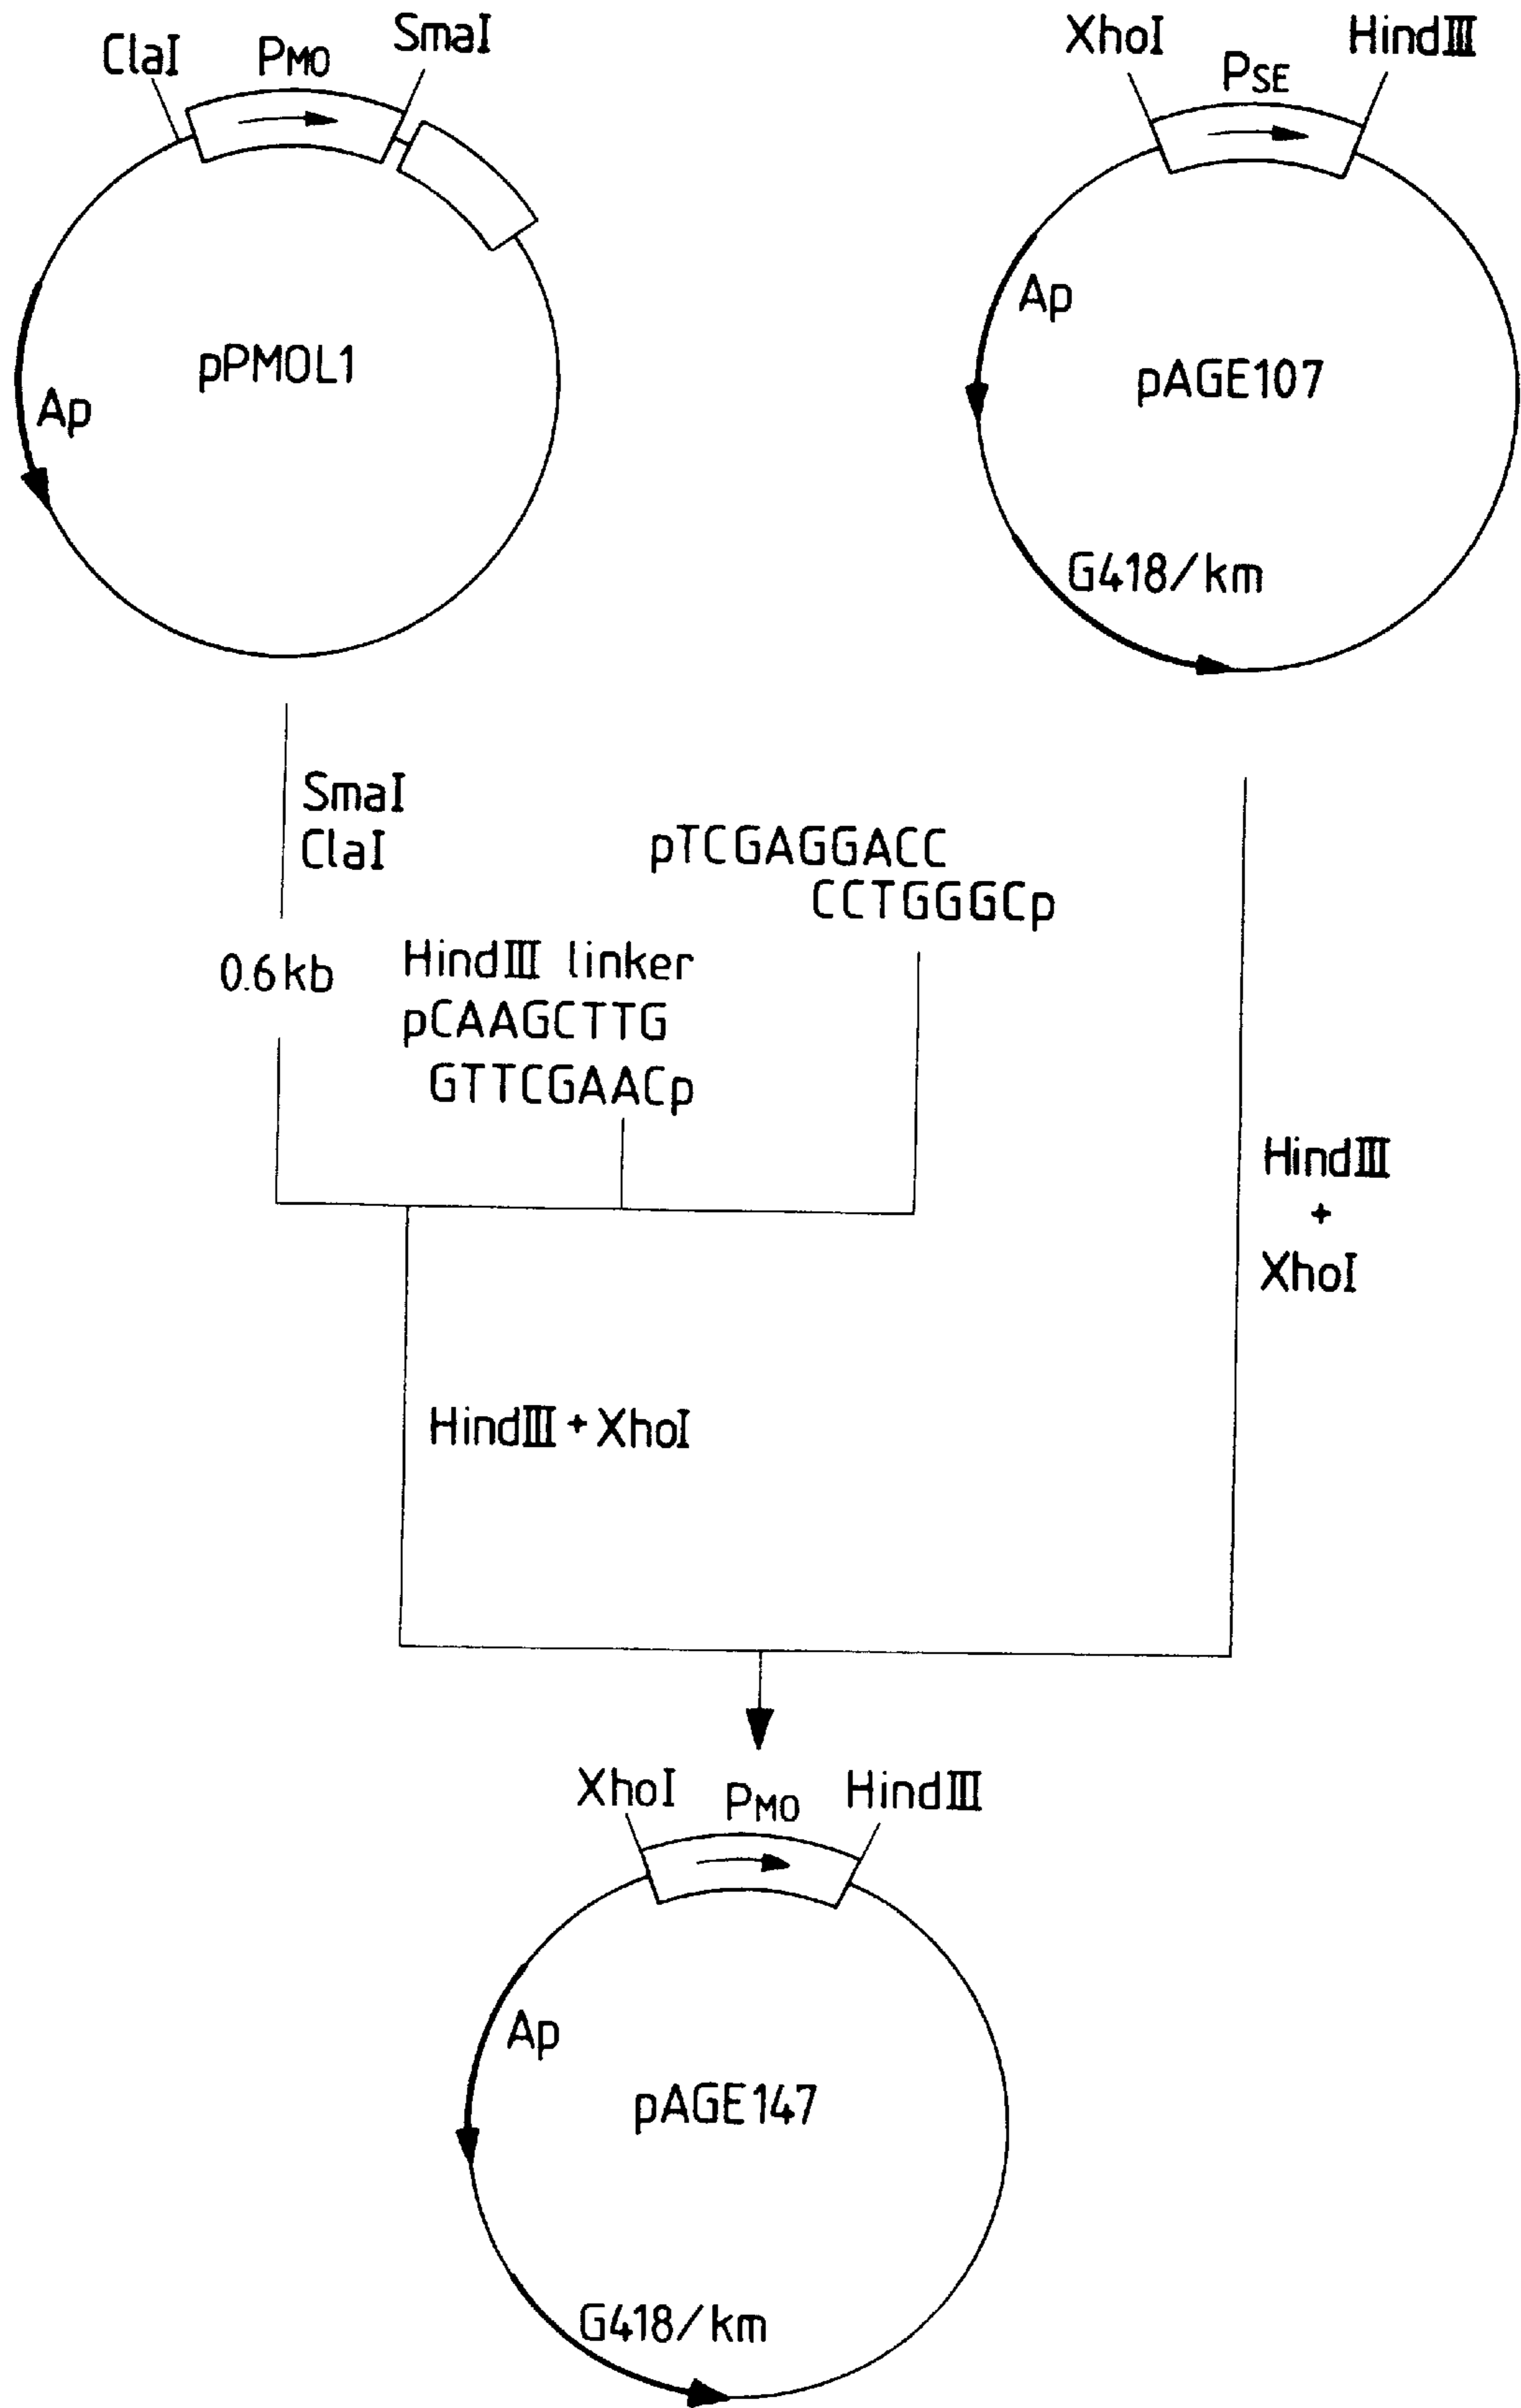 ClaI
PMO
SmaI
pPMOL1
Ap
XhoI
PSE
HindIII
Ap
pAGE107
G418/km
SmaI
ClaI
0.6kb
pTCGAGGACC
CCTGGGCp
HindIII linker
pCAAGCTTG
GTTCGAACp
HindIII
+
XhoI
HindIII + XhoI
XhoI
PMO
HindIII
Ap
pAGE147
G418/km